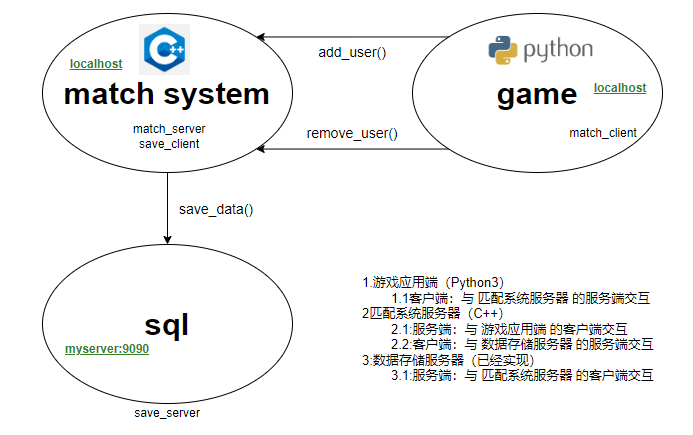 C++
localhost
match system
match_server
save_client
add_user()
remove_user()
python
localhost
game
match_client
save_data()
sql
myserver:9090
save_server
1.游戏应用端（Python3）
1.1客户端：与 匹配系统服务器 的服务端交互
2匹配系统服务器（C++）
2.1:服务端：与 游戏应用端 的客户端交互
2.2:客户端：与 数据存储服务器 的服务端交互
3:数据存储服务器（已经实现）
3.1:服务端：与 匹配系统服务器 的客户端交互